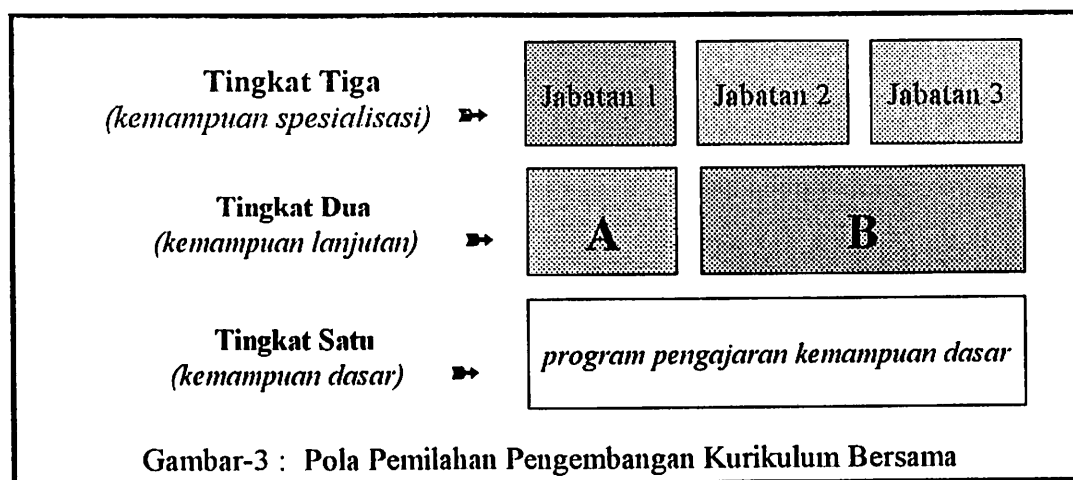 Tingkat Tiga
(kemampuan spesialisasi)
Jabatan 1
Jabatan 2
Jabatan 3
Tingkat Dua
(kemampuan lanjutan)
A
B
Tingkat Satu
(kemampuan dasar)
program pengajaran kemampuan dasar
Gambar-3 : Pola Pemilahan Pengembangan Kurikulum Bersama